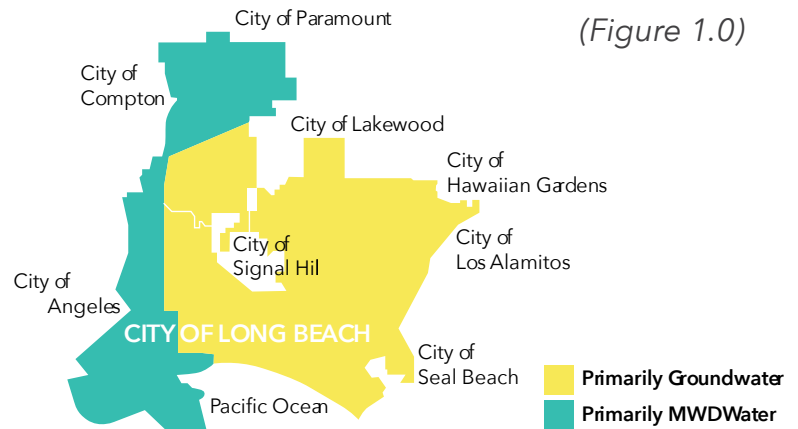 City of Paramount
(Figure 1.0)
City of
Compton
City of Lakewood
City of
Hawaiian Gardens
City of
Signal Hil
City of
Los Alamitos
City of
Angeles
CITY OF LONG BEACH
City of
Seal Beach
Pacific Ocean
Primarily Groundwater
Primarily MWDWater